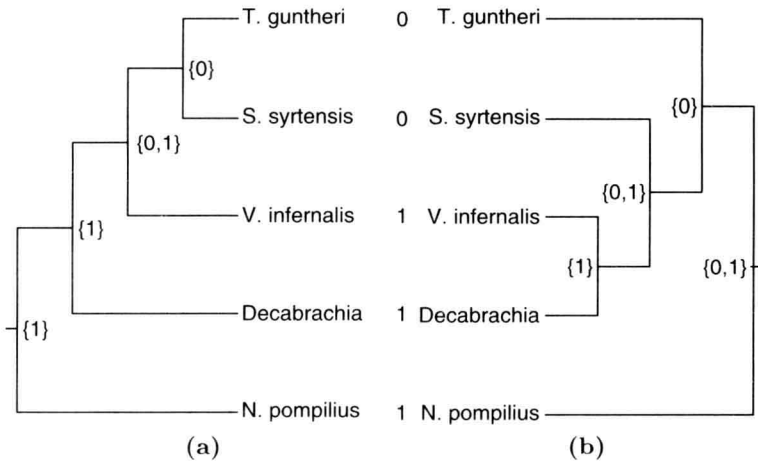 T. guntheri 0 T. guntheri
{0} {0}
S. syrtensis 0 S. syrtensis
{0,1} {0,1}
V. infernalis 1 V. infernalis
{1} {1} {0,1}
Decabrachia 1 Decabrachia
{1}
N. pompilius 1 N. pompilius
(a) (b)